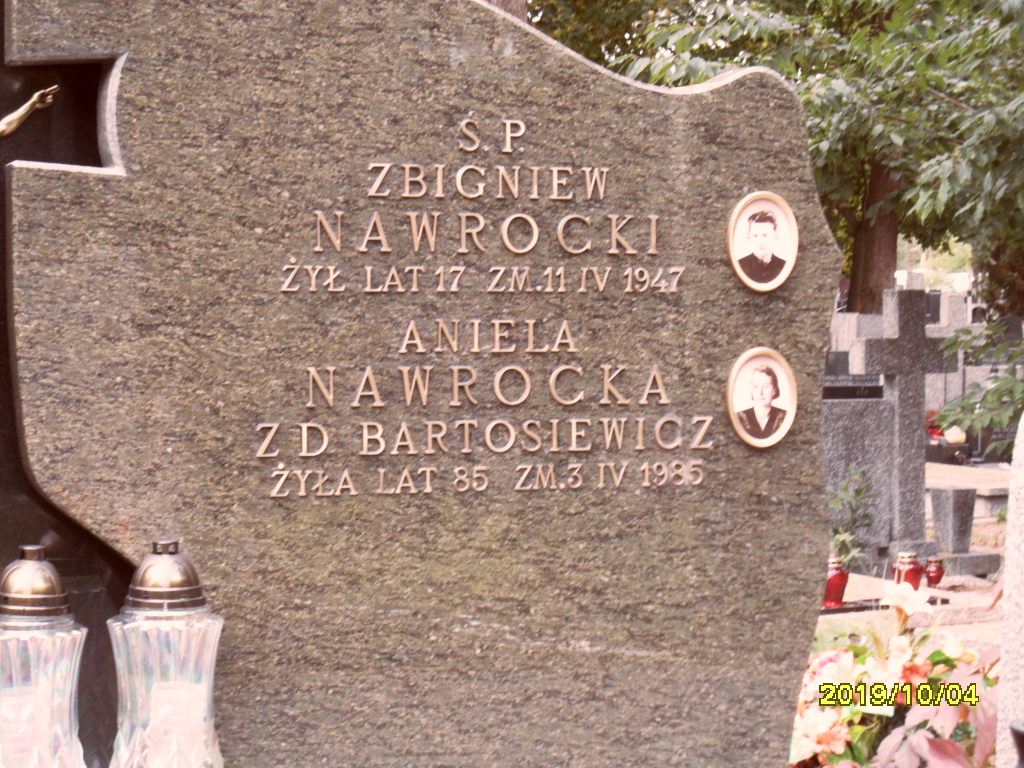 Ś. P.
ZBIGNIEW
NAWROCKI
ŻYŁ LAT 17 ZM.11 IV 1947
ANIELA
NAWROCKA
Z D BARTOSIEWICZ
ŻYŁA LAT 85 ZM.3 IV 1985
2019/10/04